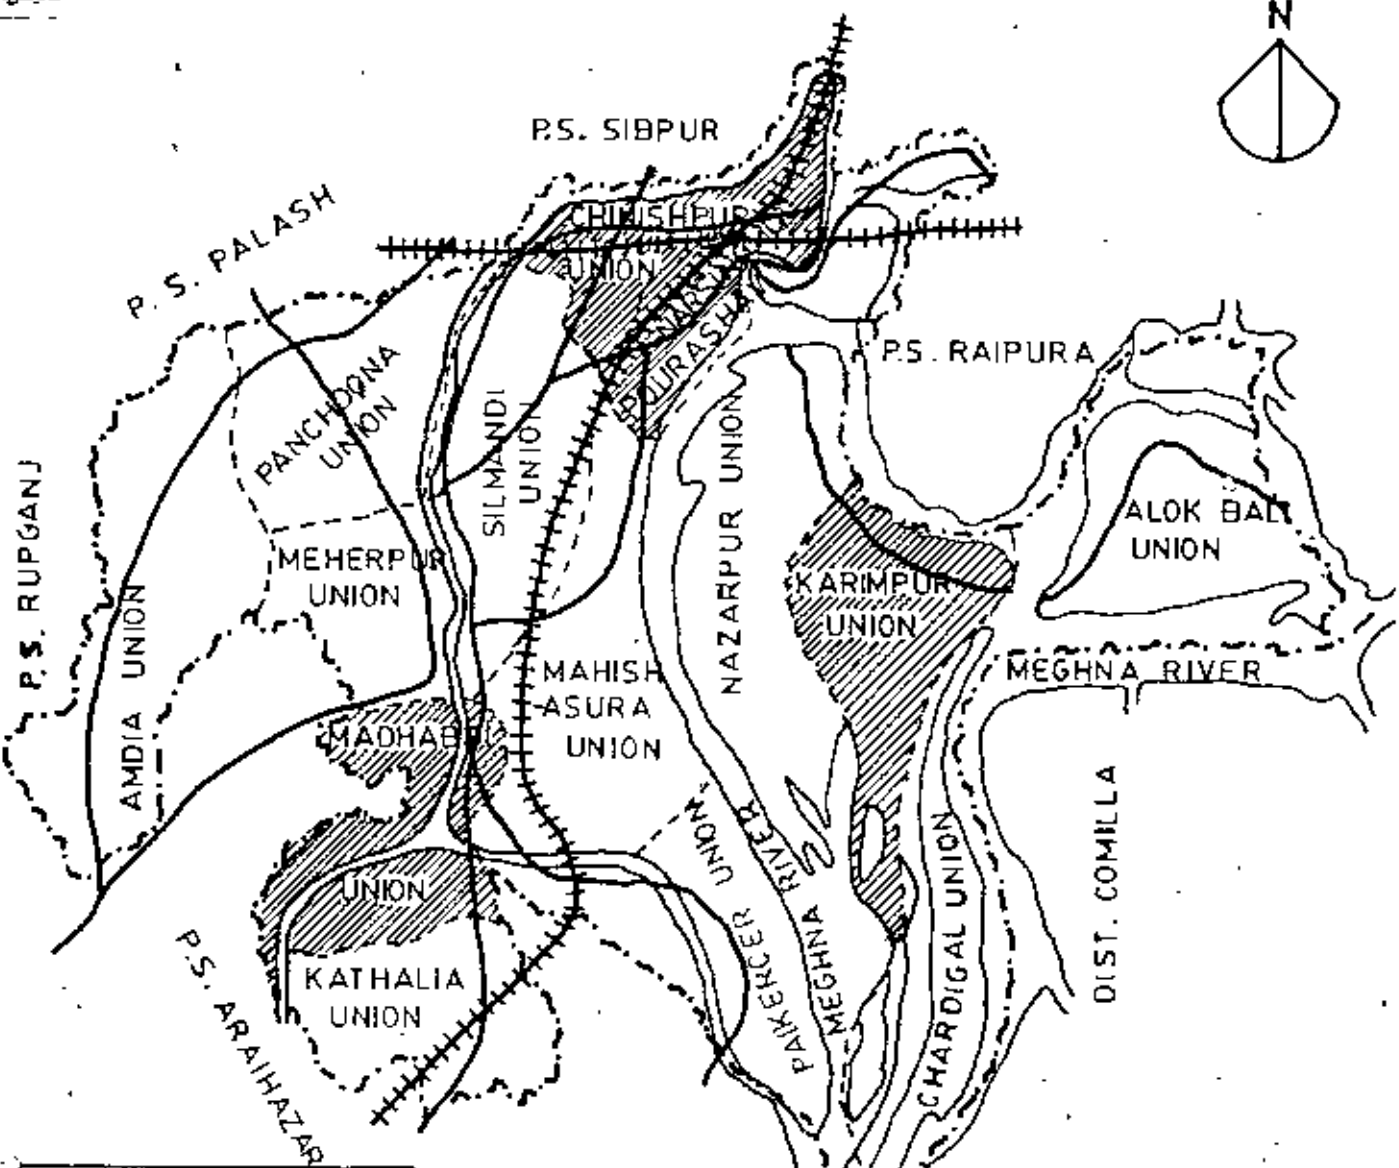 N
P.S. SIBPUR
P. S. PALASH
CHINISHPUR
UNION
POURASHA
P.S. RAIPURA
PANCHDONA
UNION
SILMANDI
UNION
NAZARPUR UNION
P.S. RUPGANJ
ALOK BALI
UNION
MEHERPUR
UNION
KARIMPUR
UNION
AMDIA UNION
MAHISH
ASURA
UNION
MEGHNA RIVER
MADHAB
UNION
PAIKERCER UNION
MEGHNA RIVER
CHARDIGAL UNION
DIST. COMILLA
KATHALIA
UNION
P.S. ARAIHAZAR